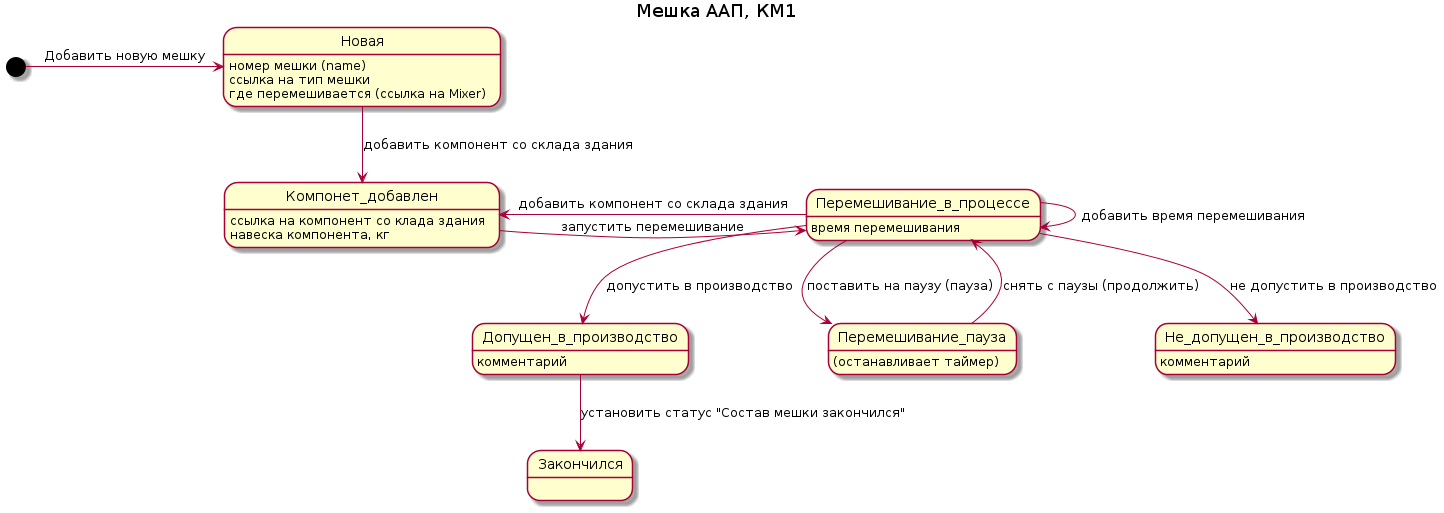 Мешка ААП, КМ1
Добавить новую мешку
Новая
номер мешки (name)
ссылка на тип мешки
где перемешивается (ссылка на Mixer)
добавить компонент со склада здания
Компонет_добавлен
ссылка на компонент со клада здания
навеска компонента, кг
добавить компонент со склада здания
запустить перемешивание
Перемешивание_в_процессе
время перемешивания
добавить время перемешивания
допустить в производство
поставить на паузу (пауза)
снять с паузы (продолжить)
не допустить в производство
Допущен_в_производство
комментарий
Перемешивание_пауза
(останавливает таймер)
Не_допущен_в_производство
комментарий
установить статус "Состав мешки закончился"
Закончился